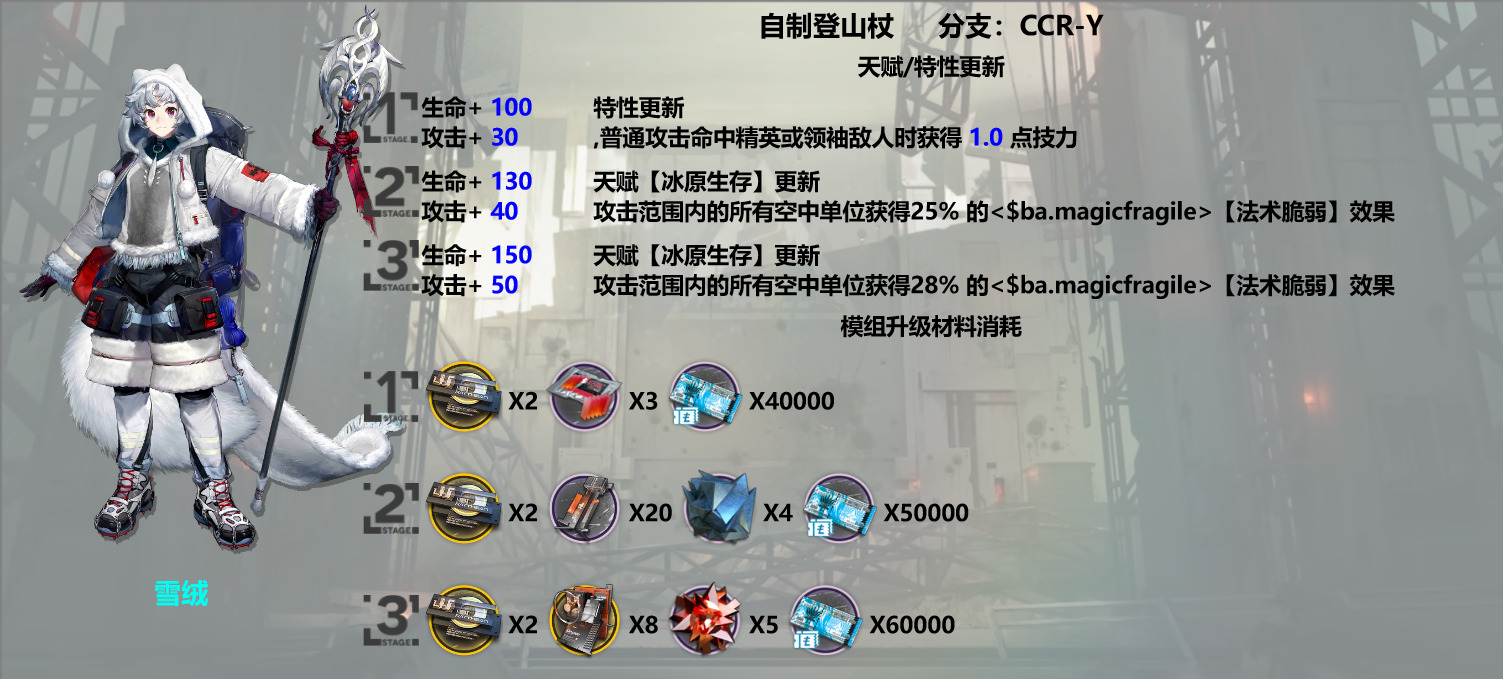 自制登山杖 分支：CCR-Y
天赋/特性更新
1 STAGE. 生命+ 100 特性更新
攻击+ 30 ,普通攻击命中精英或领袖敌人时获得 1.0 点技力
2 STAGE. 生命+ 130 天赋【冰原生存】更新
攻击+ 40 攻击范围内的所有空中单位获得25% 的<$ba.magicfragile>【法术脆弱】效果
3 STAGE. 生命+ 150 天赋【冰原生存】更新
攻击+ 50 攻击范围内的所有空中单位获得28% 的<$ba.magicfragile>【法术脆弱】效果
模组升级材料消耗
1 STAGE. X2 X3 X40000
2 STAGE. X2 X20 X4 X50000
雪绒
3 STAGE. X2 X8 X5 X60000